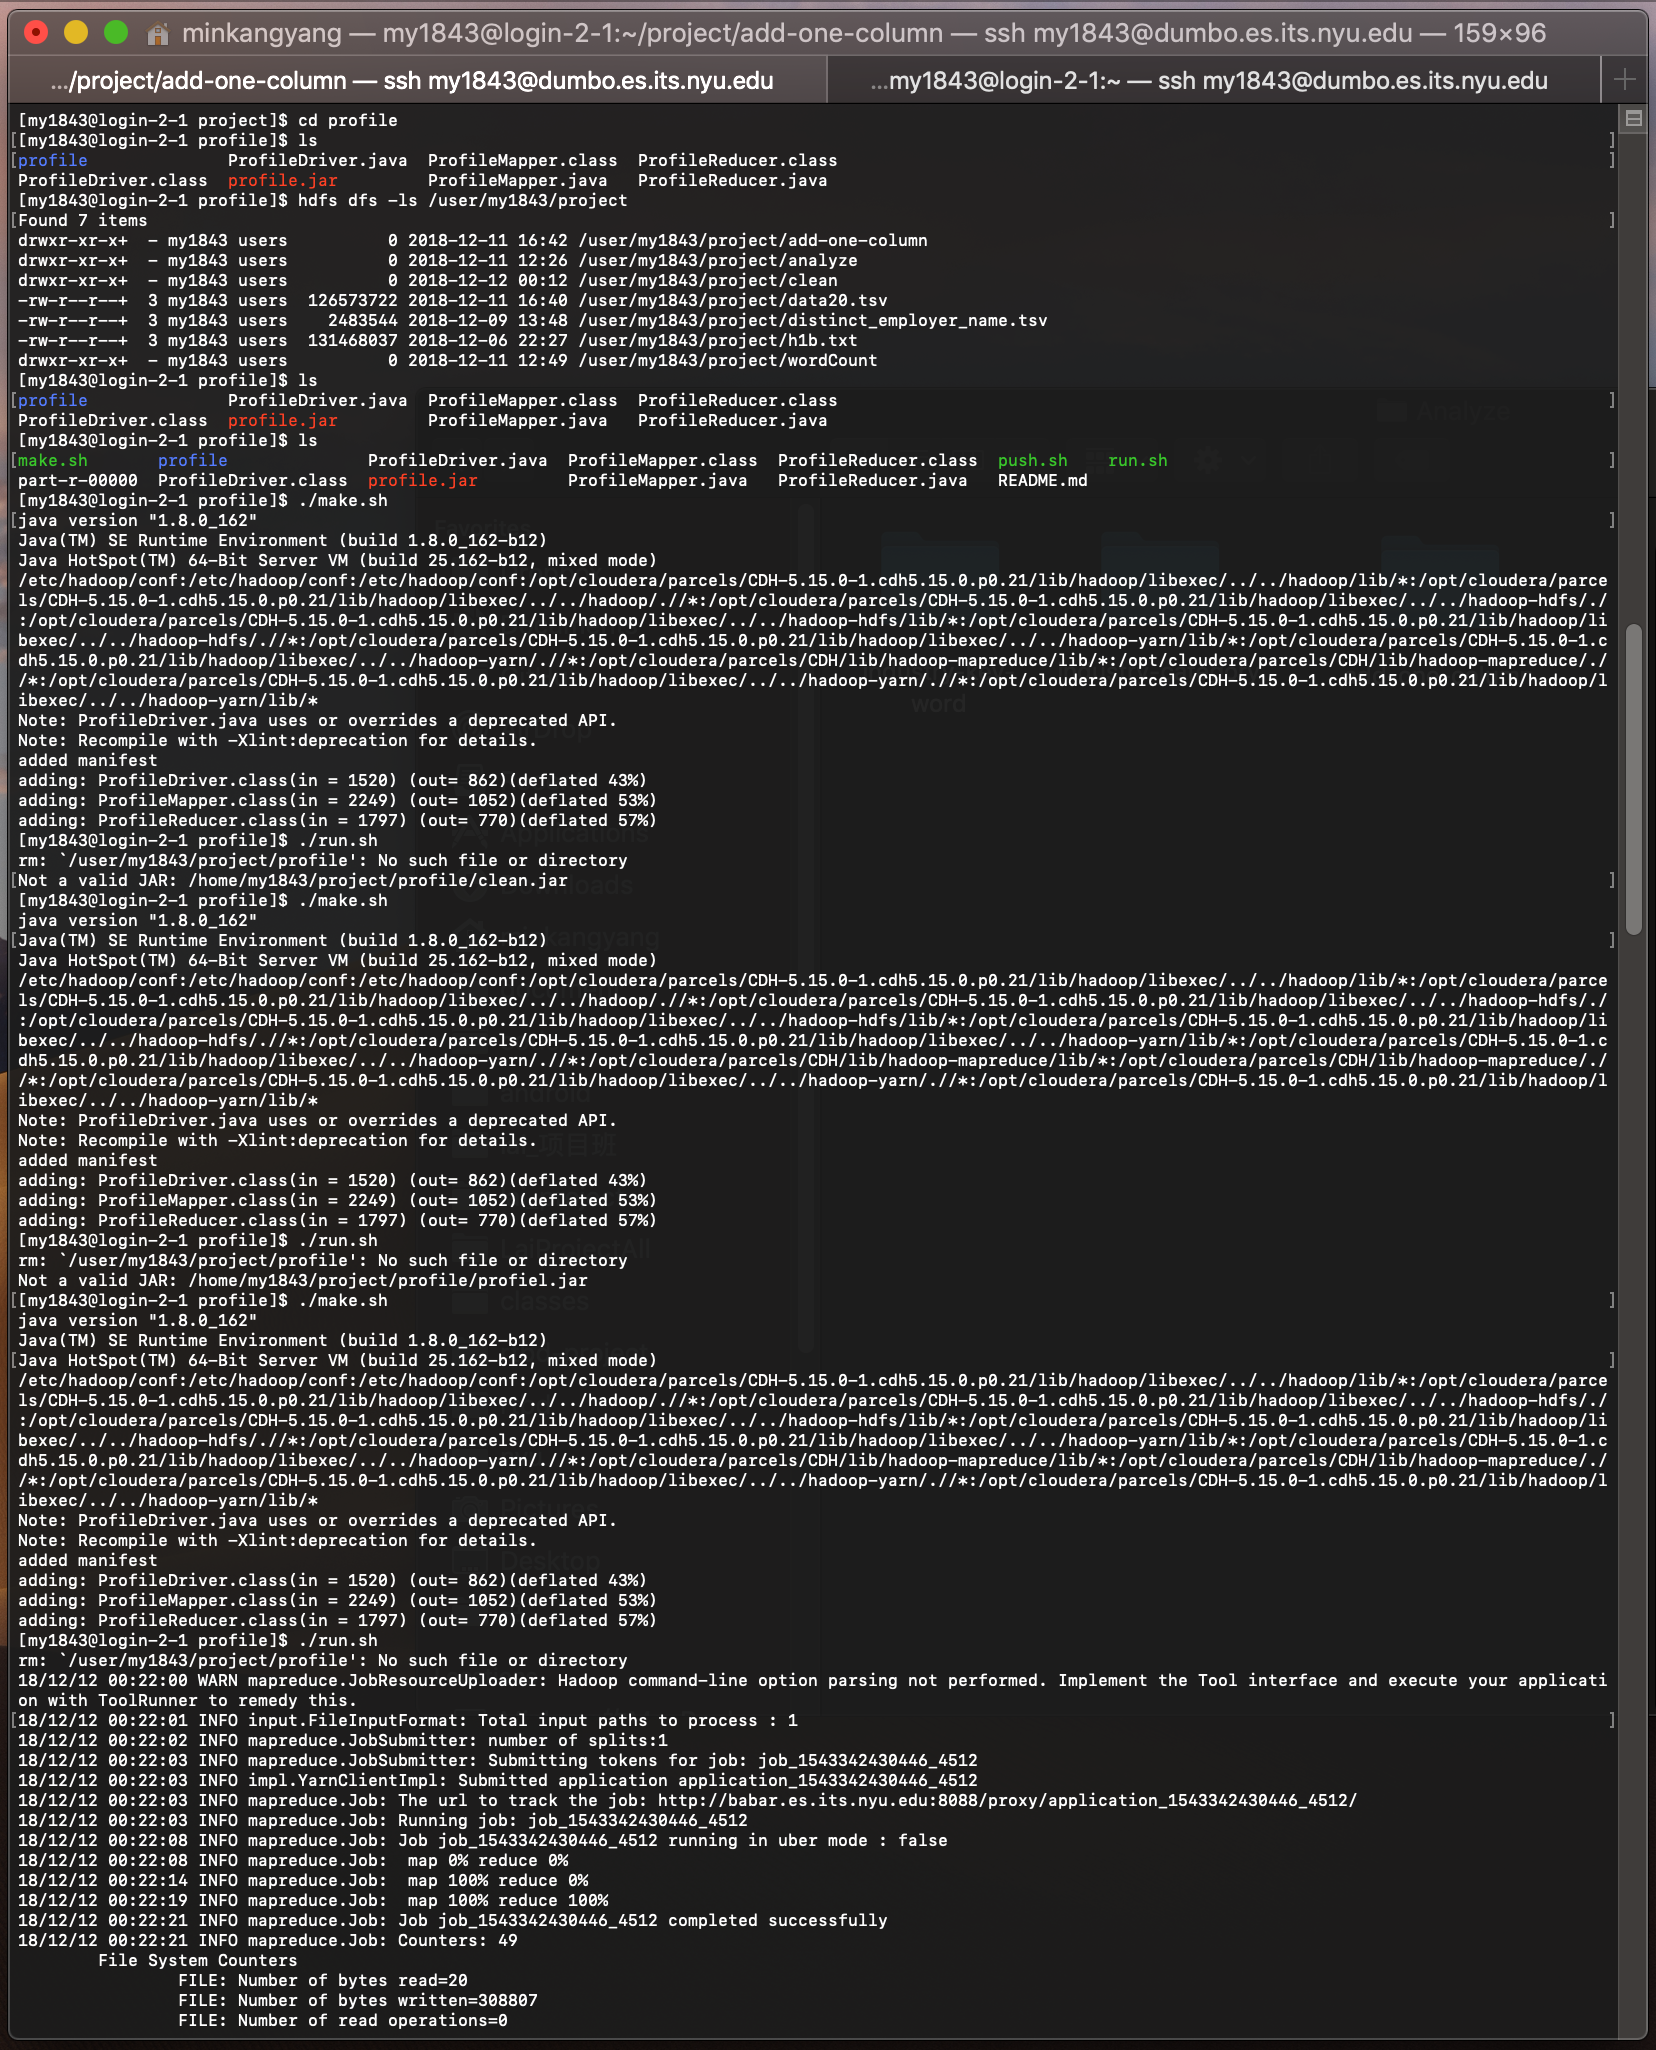 minkangyang — my1843@login-2-1:~/project/add-one-column — ssh my1843@dumbo.es.its.nyu.edu — 159×96
.../project/add-one-column — ssh my1843@dumbo.es.its.nyu.edu
...my1843@login-2-1:~ — ssh my1843@dumbo.es.its.nyu.edu
[my1843@login-2-1 project]$ cd profile
[[my1843@login-2-1 profile]$ ls ]
[profile              ProfileDriver.java  ProfileMapper.class  ProfileReducer.class ]
ProfileDriver.class  profile.jar         ProfileMapper.java   ProfileReducer.java
[my1843@login-2-1 profile]$ hdfs dfs -ls /user/my1843/project
[Found 7 items ]
drwxr-xr-x+  - my1843 users          0 2018-12-11 16:42 /user/my1843/project/add-one-column
drwxr-xr-x+  - my1843 users          0 2018-12-11 12:26 /user/my1843/project/analyze
drwxr-xr-x+  - my1843 users          0 2018-12-12 00:12 /user/my1843/project/clean
-rw-r--r--+  3 my1843 users  126573722 2018-12-11 16:40 /user/my1843/project/data20.tsv
-rw-r--r--+  3 my1843 users    2483544 2018-12-09 13:48 /user/my1843/project/distinct_employer_name.tsv
-rw-r--r--+  3 my1843 users  131468037 2018-12-06 22:27 /user/my1843/project/h1b.txt
drwxr-xr-x+  - my1843 users          0 2018-12-11 12:49 /user/my1843/project/wordCount
[my1843@login-2-1 profile]$ ls
[profile              ProfileDriver.java  ProfileMapper.class  ProfileReducer.class ]
ProfileDriver.class  profile.jar         ProfileMapper.java   ProfileReducer.java
[my1843@login-2-1 profile]$ ls
[make.sh       profile              ProfileDriver.java  ProfileMapper.class  ProfileReducer.class  push.sh    run.sh ]
part-r-00000  ProfileDriver.class  profile.jar         ProfileMapper.java   ProfileReducer.java   README.md
[my1843@login-2-1 profile]$ ./make.sh
[java version "1.8.0_162" ]
Java(TM) SE Runtime Environment (build 1.8.0_162-b12)
Java HotSpot(TM) 64-Bit Server VM (build 25.162-b12, mixed mode)
/etc/hadoop/conf:/etc/hadoop/conf:/etc/hadoop/conf:/opt/cloudera/parcels/CDH-5.15.0-1.cdh5.15.0.p0.21/lib/hadoop/libexec/../../hadoop/lib/*:/opt/cloudera/parce
ls/CDH-5.15.0-1.cdh5.15.0.p0.21/lib/hadoop/libexec/../../hadoop/.//*:/opt/cloudera/parcels/CDH-5.15.0-1.cdh5.15.0.p0.21/lib/hadoop/libexec/../../hadoop-hdfs/./
:/opt/cloudera/parcels/CDH-5.15.0-1.cdh5.15.0.p0.21/lib/hadoop/libexec/../../hadoop-hdfs/lib/*:/opt/cloudera/parcels/CDH-5.15.0-1.cdh5.15.0.p0.21/lib/hadoop/li
bexec/../../hadoop-hdfs/.//*:/opt/cloudera/parcels/CDH-5.15.0-1.cdh5.15.0.p0.21/lib/hadoop/libexec/../../hadoop-yarn/lib/*:/opt/cloudera/parcels/CDH-5.15.0-1.c
dh5.15.0.p0.21/lib/hadoop/libexec/../../hadoop-yarn/.//*:/opt/cloudera/parcels/CDH/lib/hadoop-mapreduce/lib/*:/opt/cloudera/parcels/CDH/lib/hadoop-mapreduce/./
/*:/opt/cloudera/parcels/CDH-5.15.0-1.cdh5.15.0.p0.21/lib/hadoop/libexec/../../hadoop-yarn/.//*:/opt/cloudera/parcels/CDH-5.15.0-1.cdh5.15.0.p0.21/lib/hadoop/l
ibexec/../../hadoop-yarn/lib/*
Note: ProfileDriver.java uses or overrides a deprecated API.
Note: Recompile with -Xlint:deprecation for details.
added manifest
adding: ProfileDriver.class(in = 1520) (out= 862)(deflated 43%)
adding: ProfileMapper.class(in = 2249) (out= 1052)(deflated 53%)
adding: ProfileReducer.class(in = 1797) (out= 770)(deflated 57%)
[my1843@login-2-1 profile]$ ./run.sh
rm: `/user/my1843/project/profile': No such file or directory
[Not a valid JAR: /home/my1843/project/profile/clean.jar ]
[my1843@login-2-1 profile]$ ./make.sh
java version "1.8.0_162"
[Java(TM) SE Runtime Environment (build 1.8.0_162-b12) ]
Java HotSpot(TM) 64-Bit Server VM (build 25.162-b12, mixed mode)
/etc/hadoop/conf:/etc/hadoop/conf:/etc/hadoop/conf:/opt/cloudera/parcels/CDH-5.15.0-1.cdh5.15.0.p0.21/lib/hadoop/libexec/../../hadoop/lib/*:/opt/cloudera/parce
ls/CDH-5.15.0-1.cdh5.15.0.p0.21/lib/hadoop/libexec/../../hadoop/.//*:/opt/cloudera/parcels/CDH-5.15.0-1.cdh5.15.0.p0.21/lib/hadoop/libexec/../../hadoop-hdfs/./
:/opt/cloudera/parcels/CDH-5.15.0-1.cdh5.15.0.p0.21/lib/hadoop/libexec/../../hadoop-hdfs/lib/*:/opt/cloudera/parcels/CDH-5.15.0-1.cdh5.15.0.p0.21/lib/hadoop/li
bexec/../../hadoop-hdfs/.//*:/opt/cloudera/parcels/CDH-5.15.0-1.cdh5.15.0.p0.21/lib/hadoop/libexec/../../hadoop-yarn/lib/*:/opt/cloudera/parcels/CDH-5.15.0-1.c
dh5.15.0.p0.21/lib/hadoop/libexec/../../hadoop-yarn/.//*:/opt/cloudera/parcels/CDH/lib/hadoop-mapreduce/lib/*:/opt/cloudera/parcels/CDH/lib/hadoop-mapreduce/./
/*:/opt/cloudera/parcels/CDH-5.15.0-1.cdh5.15.0.p0.21/lib/hadoop/libexec/../../hadoop-yarn/.//*:/opt/cloudera/parcels/CDH-5.15.0-1.cdh5.15.0.p0.21/lib/hadoop/l
ibexec/../../hadoop-yarn/lib/*
Note: ProfileDriver.java uses or overrides a deprecated API.
Note: Recompile with -Xlint:deprecation for details.
added manifest
adding: ProfileDriver.class(in = 1520) (out= 862)(deflated 43%)
adding: ProfileMapper.class(in = 2249) (out= 1052)(deflated 53%)
adding: ProfileReducer.class(in = 1797) (out= 770)(deflated 57%)
[my1843@login-2-1 profile]$ ./run.sh
rm: `/user/my1843/project/profile': No such file or directory
Not a valid JAR: /home/my1843/project/profile/profiel.jar
[[my1843@login-2-1 profile]$ ./make.sh ]
java version "1.8.0_162"
Java(TM) SE Runtime Environment (build 1.8.0_162-b12)
[Java HotSpot(TM) 64-Bit Server VM (build 25.162-b12, mixed mode) ]
/etc/hadoop/conf:/etc/hadoop/conf:/etc/hadoop/conf:/opt/cloudera/parcels/CDH-5.15.0-1.cdh5.15.0.p0.21/lib/hadoop/libexec/../../hadoop/lib/*:/opt/cloudera/parce
ls/CDH-5.15.0-1.cdh5.15.0.p0.21/lib/hadoop/libexec/../../hadoop/.//*:/opt/cloudera/parcels/CDH-5.15.0-1.cdh5.15.0.p0.21/lib/hadoop/libexec/../../hadoop-hdfs/./
:/opt/cloudera/parcels/CDH-5.15.0-1.cdh5.15.0.p0.21/lib/hadoop/libexec/../../hadoop-hdfs/lib/*:/opt/cloudera/parcels/CDH-5.15.0-1.cdh5.15.0.p0.21/lib/hadoop/li
bexec/../../hadoop-hdfs/.//*:/opt/cloudera/parcels/CDH-5.15.0-1.cdh5.15.0.p0.21/lib/hadoop/libexec/../../hadoop-yarn/lib/*:/opt/cloudera/parcels/CDH-5.15.0-1.c
dh5.15.0.p0.21/lib/hadoop/libexec/../../hadoop-yarn/.//*:/opt/cloudera/parcels/CDH/lib/hadoop-mapreduce/lib/*:/opt/cloudera/parcels/CDH/lib/hadoop-mapreduce/./
/*:/opt/cloudera/parcels/CDH-5.15.0-1.cdh5.15.0.p0.21/lib/hadoop/libexec/../../hadoop-yarn/.//*:/opt/cloudera/parcels/CDH-5.15.0-1.cdh5.15.0.p0.21/lib/hadoop/l
ibexec/../../hadoop-yarn/lib/*
Note: ProfileDriver.java uses or overrides a deprecated API.
Note: Recompile with -Xlint:deprecation for details.
added manifest
adding: ProfileDriver.class(in = 1520) (out= 862)(deflated 43%)
adding: ProfileMapper.class(in = 2249) (out= 1052)(deflated 53%)
adding: ProfileReducer.class(in = 1797) (out= 770)(deflated 57%)
[my1843@login-2-1 profile]$ ./run.sh
rm: `/user/my1843/project/profile': No such file or directory
18/12/12 00:22:00 WARN mapreduce.JobResourceUploader: Hadoop command-line option parsing not performed. Implement the Tool interface and execute your applicati
on with ToolRunner to remedy this.
[18/12/12 00:22:01 INFO input.FileInputFormat: Total input paths to process : 1 ]
18/12/12 00:22:02 INFO mapreduce.JobSubmitter: number of splits:1
18/12/12 00:22:03 INFO mapreduce.JobSubmitter: Submitting tokens for job: job_1543342430446_4512
18/12/12 00:22:03 INFO impl.YarnClientImpl: Submitted application application_1543342430446_4512
18/12/12 00:22:03 INFO mapreduce.Job: The url to track the job: http://babar.es.its.nyu.edu:8088/proxy/application_1543342430446_4512/
18/12/12 00:22:03 INFO mapreduce.Job: Running job: job_1543342430446_4512
18/12/12 00:22:08 INFO mapreduce.Job: Job job_1543342430446_4512 running in uber mode : false
18/12/12 00:22:08 INFO mapreduce.Job:  map 0% reduce 0%
18/12/12 00:22:14 INFO mapreduce.Job:  map 100% reduce 0%
18/12/12 00:22:19 INFO mapreduce.Job:  map 100% reduce 100%
18/12/12 00:22:21 INFO mapreduce.Job: Job job_1543342430446_4512 completed successfully
18/12/12 00:22:21 INFO mapreduce.Job: Counters: 49
File System Counters
FILE: Number of bytes read=20
FILE: Number of bytes written=308807
FILE: Number of read operations=0